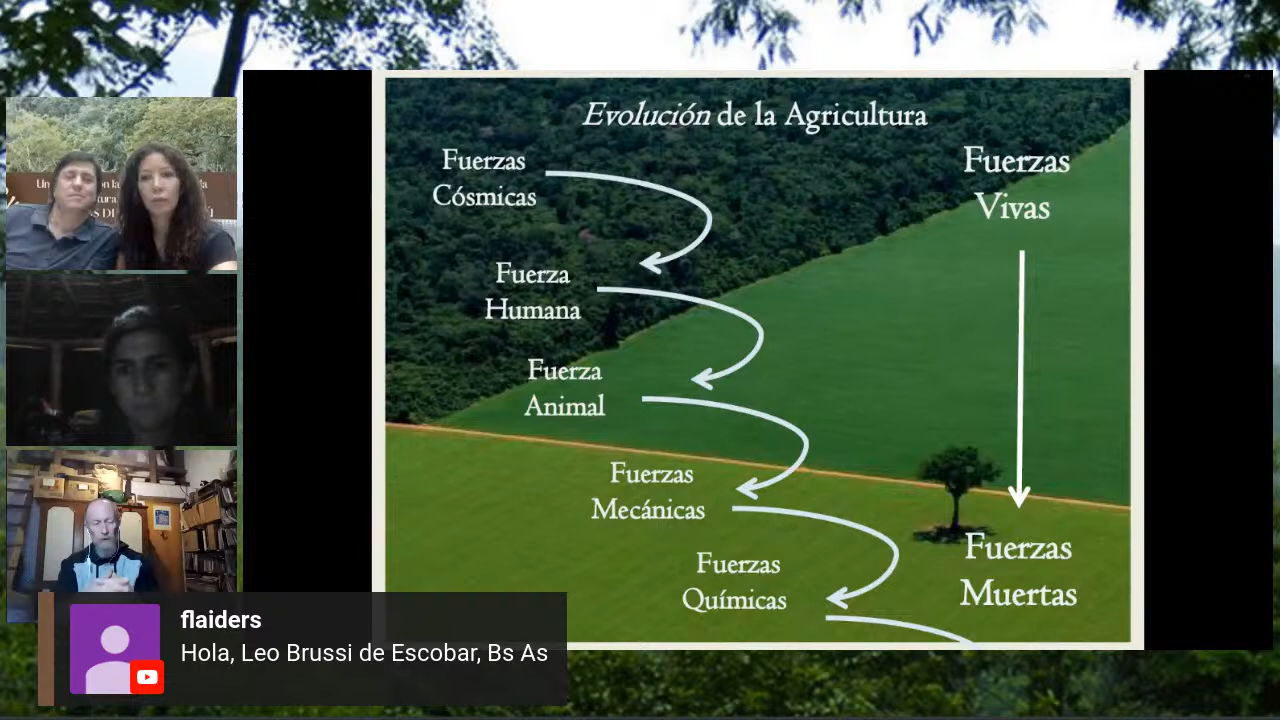 Evolución de la Agricultura
Fuerzas
Cósmicas
Fuerza
Humana
Fuerza
Animal
Fuerzas
Mecánicas
Fuerzas
Químicas
Fuerzas
Vivas
Fuerzas
Muertas
flaiders
Hola, Leo Brussi de Escobar, Bs As